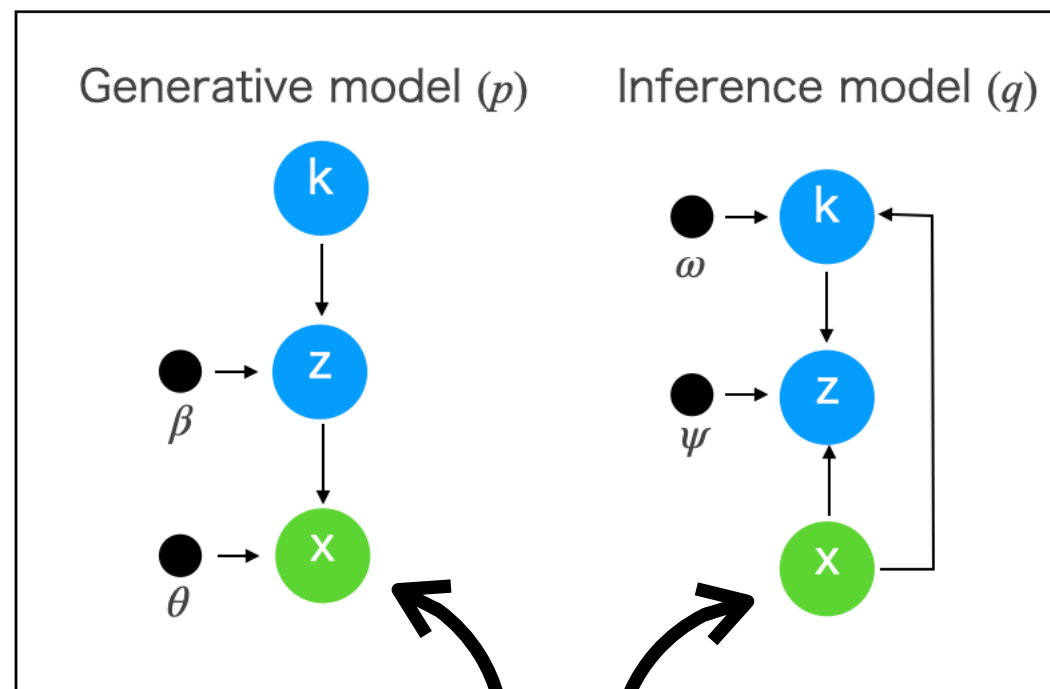 Generative model (p)
k
z
β
x
θ
Inference model (q)
k
ω
z
ψ
x